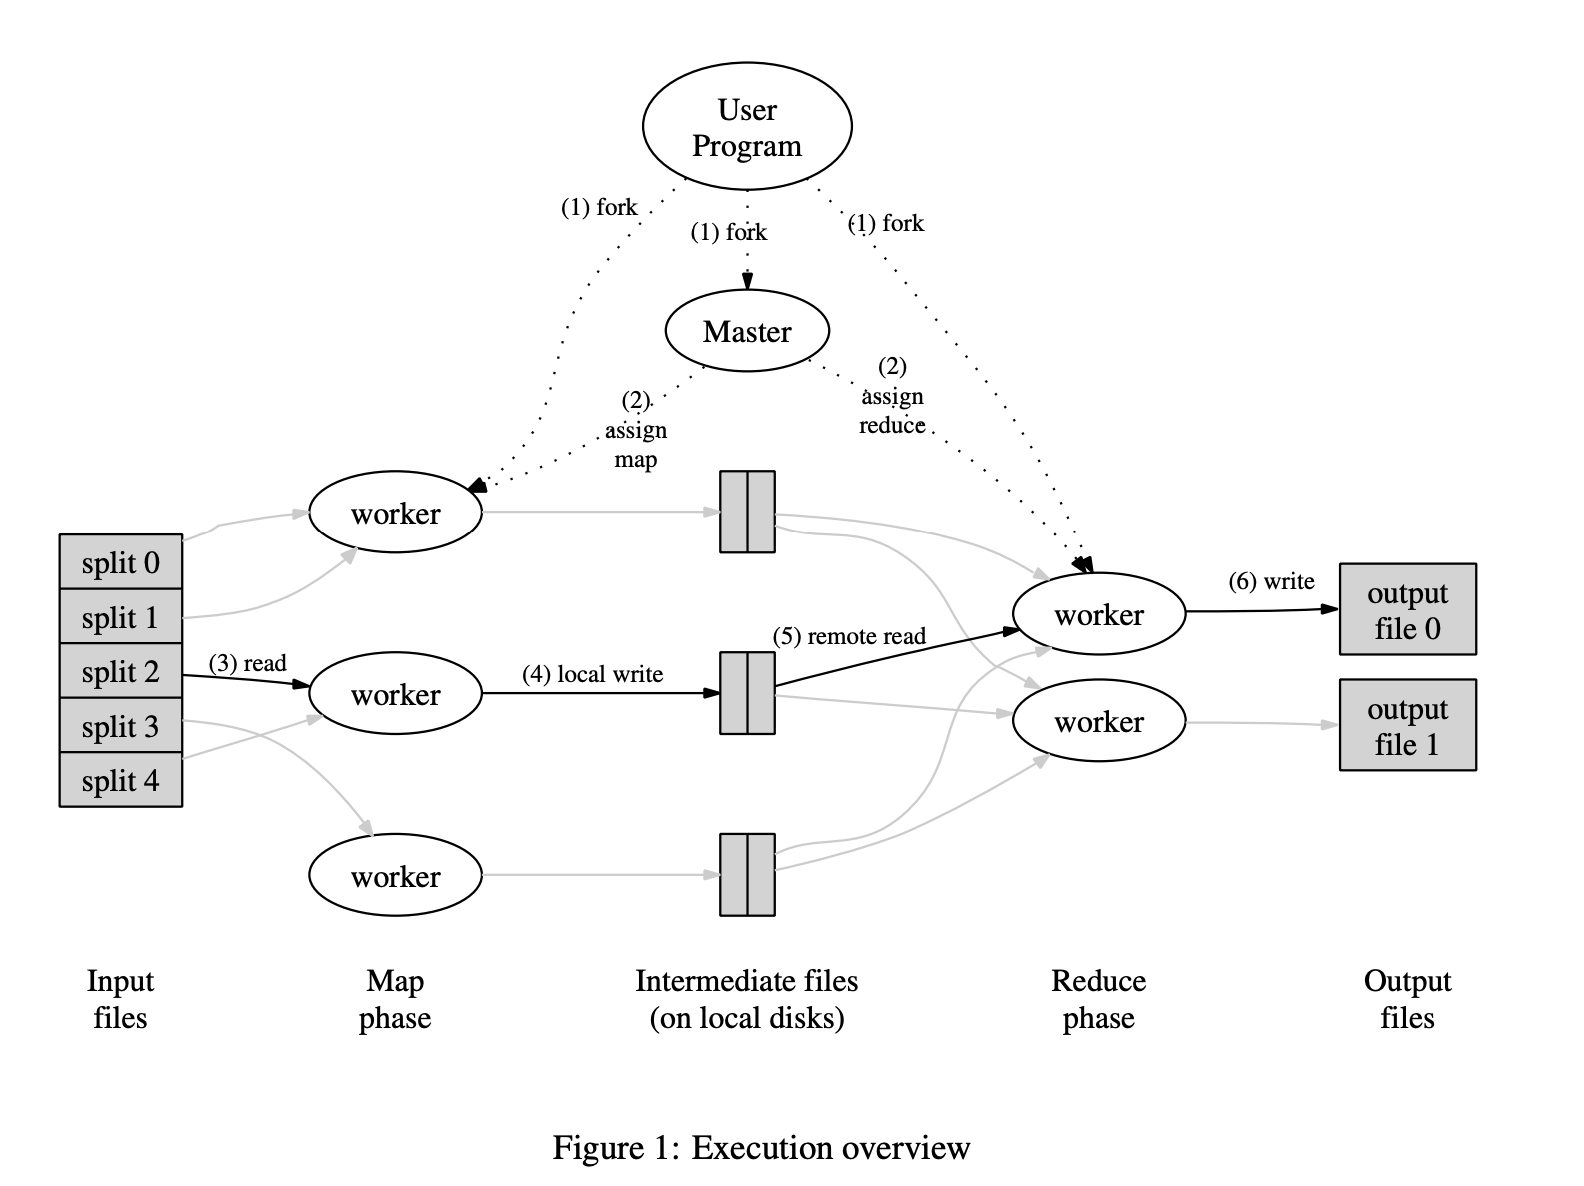 User
Program
(1) fork
(1) fork
(1) fork
Master
(2)
assign
map
(2)
assign
reduce
worker
split 0
split 1
split 2
split 3
split 4
(3) read
worker
(4) local write
worker
(5) remote read
worker
worker
(6) write
output
file 0
output
file 1
Input
files
Map
phase
Intermediate files
(on local disks)
Reduce
phase
Output
files
Figure 1: Execution overview